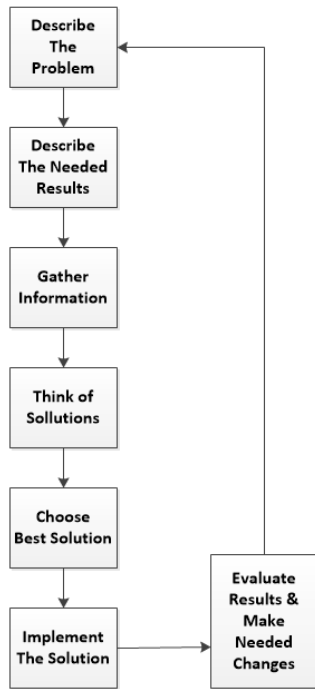 Describe
The
Problem
Describe
The Needed
Results
Gather
Information
Think of
Sollutions
Choose
Best Solution
Implement
The Solution
Evaluate
Results &
Make
Needed
Changes